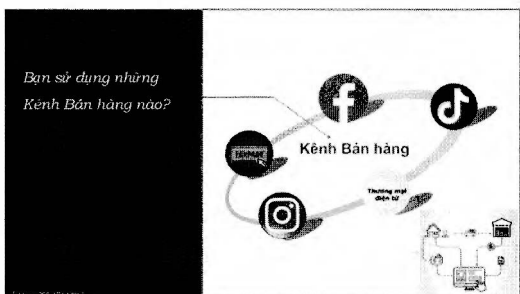 Bạn sử dụng những
Kênh Bán hàng nào?
Kênh Bán hàng
Thương mại
điện tử